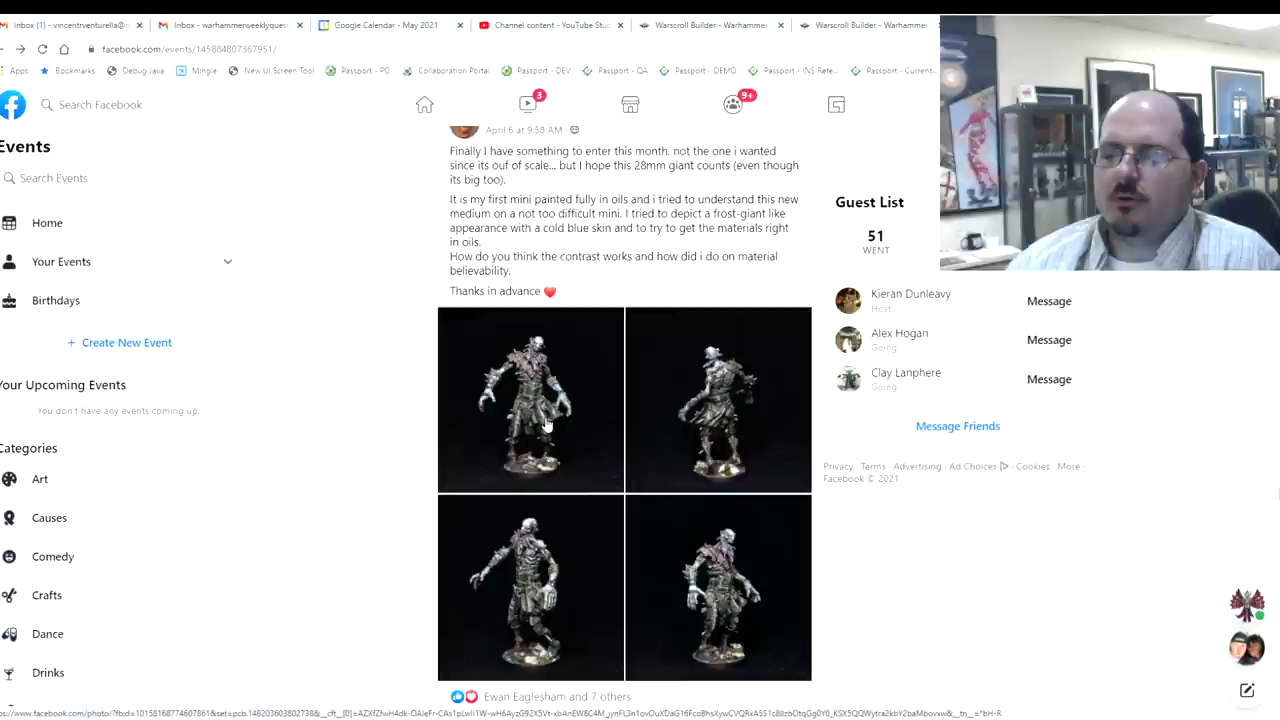 Inbox (1) - vincentrventurella@g
Inbox - warhammerweeklyques
Google Calendar - May 2021
Channel content - YouTube Stu
Warscroll Builder - Warhammer
Warscroll Builder - Warhammer
facebook.com/events/145884807367951/
Apps
Bookmarks
Debug Java
Mingle
New UI Screen Tool
Passport - PO
Collaboration Portal
Passport - DEV
Passport - QA
Passport - DEMO
Passport - INS Rete...
Passport - Current...
Search Facebook
3
9+
Events
Search Events
Home
Your Events
Birthdays
+ Create New Event
Your Upcoming Events
You don't have any events coming up.
Categories
Art
Causes
Comedy
Crafts
Dance
Drinks
April 6 at 9:58 AM ·
Finally I have something to enter this month, not the one i wanted
since its ouf of scale... but I hope this 28mm giant counts (even though
its big too).
It is my first mini painted fully in oils and i tried to understand this new
medium on a not too difficult mini. I tried to depict a frost-giant like
appearance with a cold blue skin and to try to get the materials right
in oils.
How do you think the contrast works and how did i do on material
believability.
Thanks in advance ❤️
Ewan Eaglesham and 7 others
Guest List
51
WENT
Kieran Dunleavy
Host
Message
Alex Hogan
Going
Message
Clay Lanphere
Going
Message
Message Friends
Privacy · Terms · Advertising · Ad Choices · Cookies · More ·
Facebook © 2021